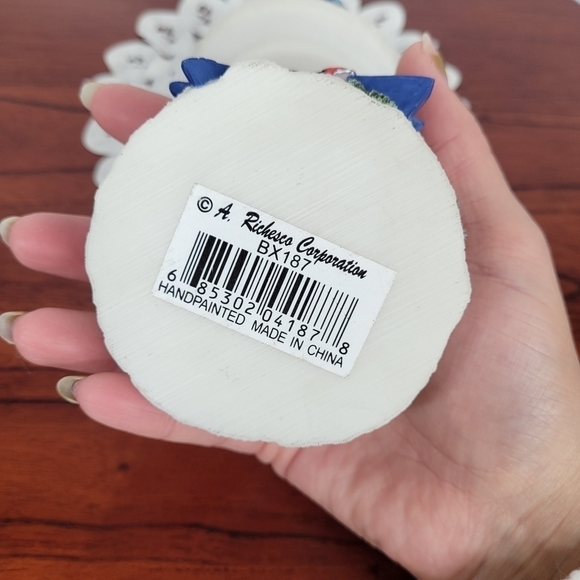 © A. Richesco Corporation
BX187
6 85302 04187 8
HANDPAINTED MADE IN CHINA